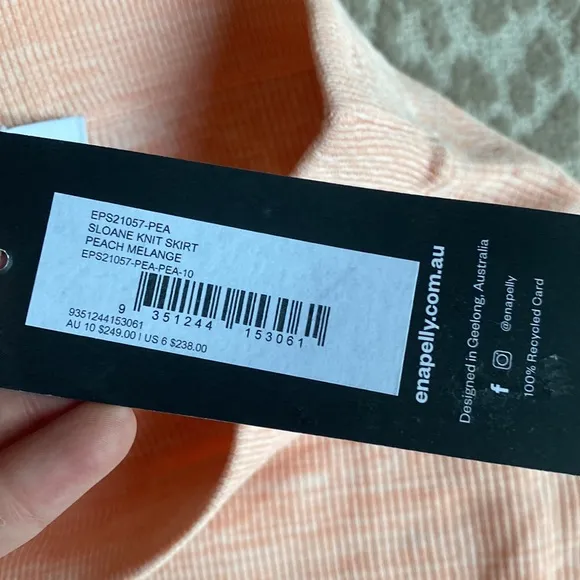 EPS21057-PEA
SLOANE KNIT SKIRT
PEACH MELANGE
EPS21057-PEA-PEA-10
9 351244 153061
9351244153061
AU 10 $249.00 | US 6 $238.00
enapelly.com.au
Designed in Geelong, Australia
@enapelly
100% Recycled Card